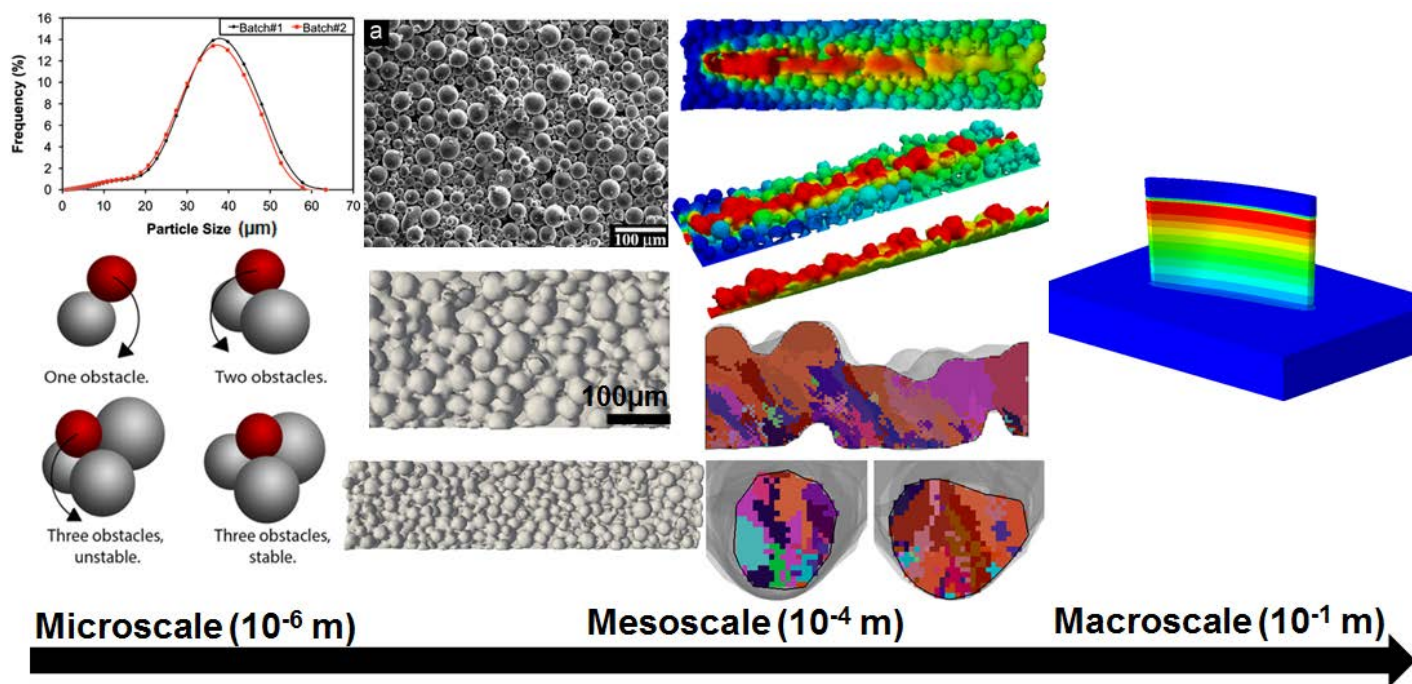 Batch#1
Batch#2
16
14
12
10
8
6
4
2
0
Frequency (%)
0 10 20 30 40 50 60 70
Particle Size (µm)
a
100 µm
One obstacle.
Two obstacles.
Three obstacles,
unstable.
Three obstacles,
stable.
100µm
Microscale (10⁻⁶ m)
Mesoscale (10⁻⁴ m)
Macroscale (10⁻¹ m)